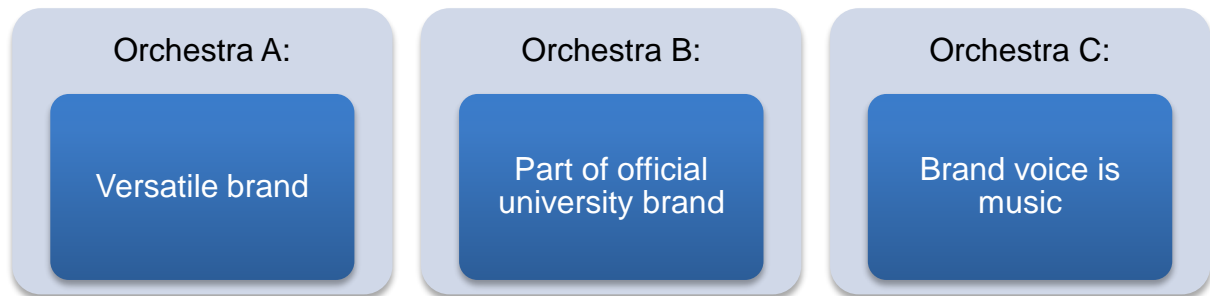 Orchestra A:
Versatile brand
Orchestra B:
Part of official
university brand
Orchestra C:
Brand voice is
music